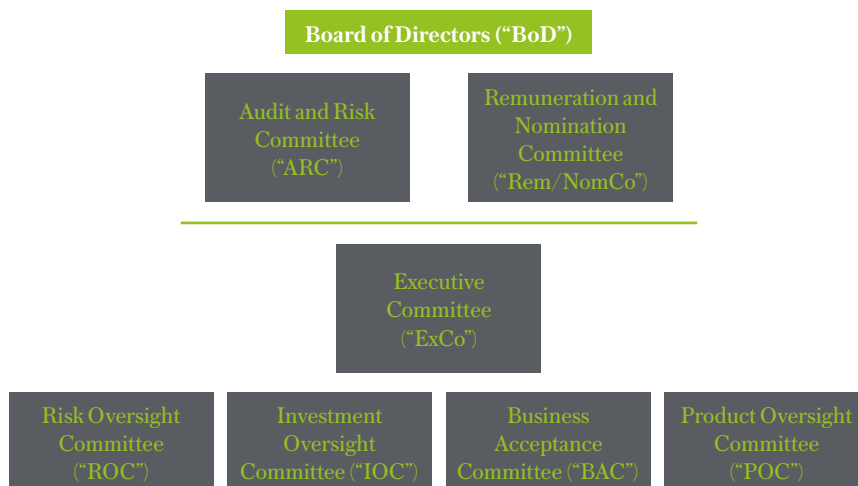 Board of Directors (“BoD”)
Audit and Risk
Committee
(“ARC”)
Remuneration and
Nomination
Committee
(“Rem/NomCo”)
Executive
Committee
(“ExCo”)
Risk Oversight
Committee
(“ROC”)
Investment
Oversight
Committee (“IOC”)
Business
Acceptance
Committee (“BAC”)
Product Oversight
Committee
(“POC”)